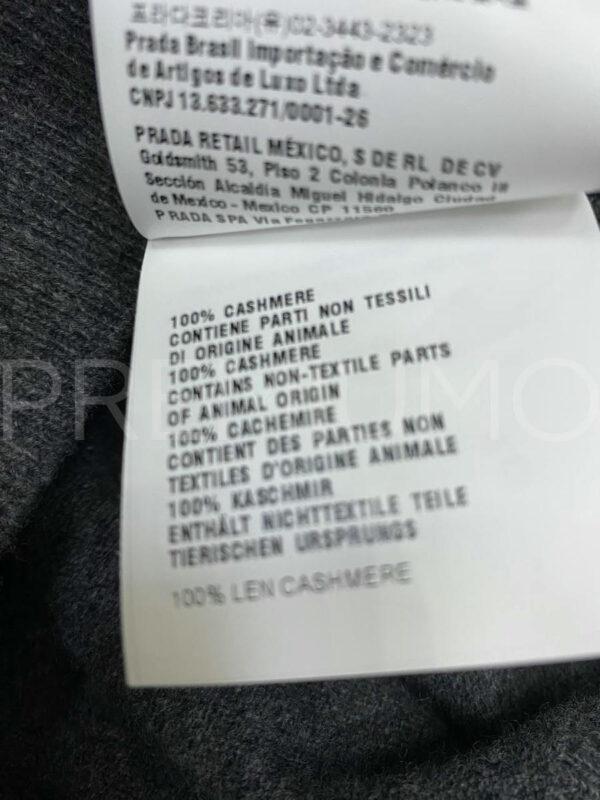 프라다코리아(유)02-3443-2323
Prada Brasil Importação e Comércio
de Artigos de Luxo Ltda
CNPJ 13.633.271/0001-26
PRADA RETAIL MÉXICO, S DE RL DE CV
Goldsmith 53, Piso 2 Colonia Polanco III
Sección Alcaldía Miguel Hidalgo Ciudad
de Mexico - Mexico CP 11560
PRADA SPA Via
100% CASHMERE
CONTIENE PARTI NON TESSILI
DI ORIGINE ANIMALE
100% CASHMERE
CONTAINS NON-TEXTILE PARTS
OF ANIMAL ORIGIN
100% CACHEMIRE
CONTIENT DES PARTIES NON
TEXTILES D'ORIGINE ANIMALE
100% KASCHMIR
ENTHÄLT NICHTTEXTILE TEILE
TIERISCHEN URSPRUNGS
100% LEN CASHMERE